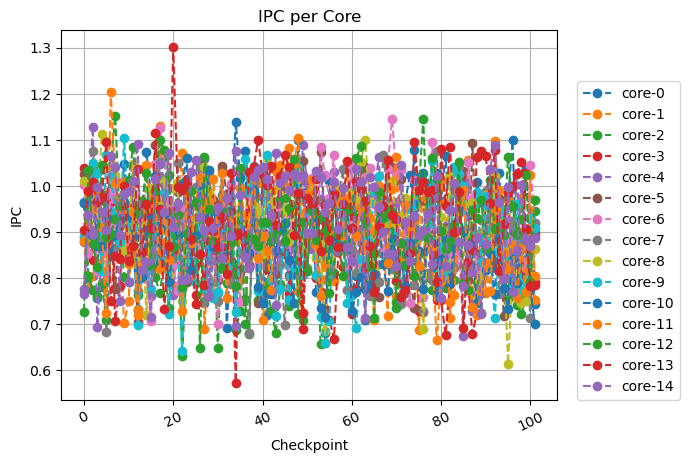 IPC per Core
1.3
1.2
1.1
1.0
0.9
0.8
0.7
0.6
IPC
0
20
40
60
80
100
Checkpoint
core-0
core-1
core-2
core-3
core-4
core-5
core-6
core-7
core-8
core-9
core-10
core-11
core-12
core-13
core-14